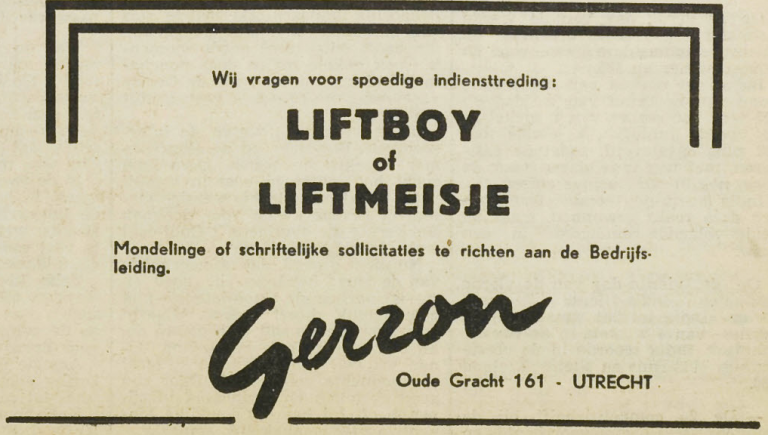 Wij vragen voor spoedige indiensttreding:
LIFTBOY
of
LIFTMEISJE
Mondelinge of schriftelijke sollicitaties te richten aan de Bedrijfs-
leiding.
Gerzon
Oude Gracht 161 - UTRECHT